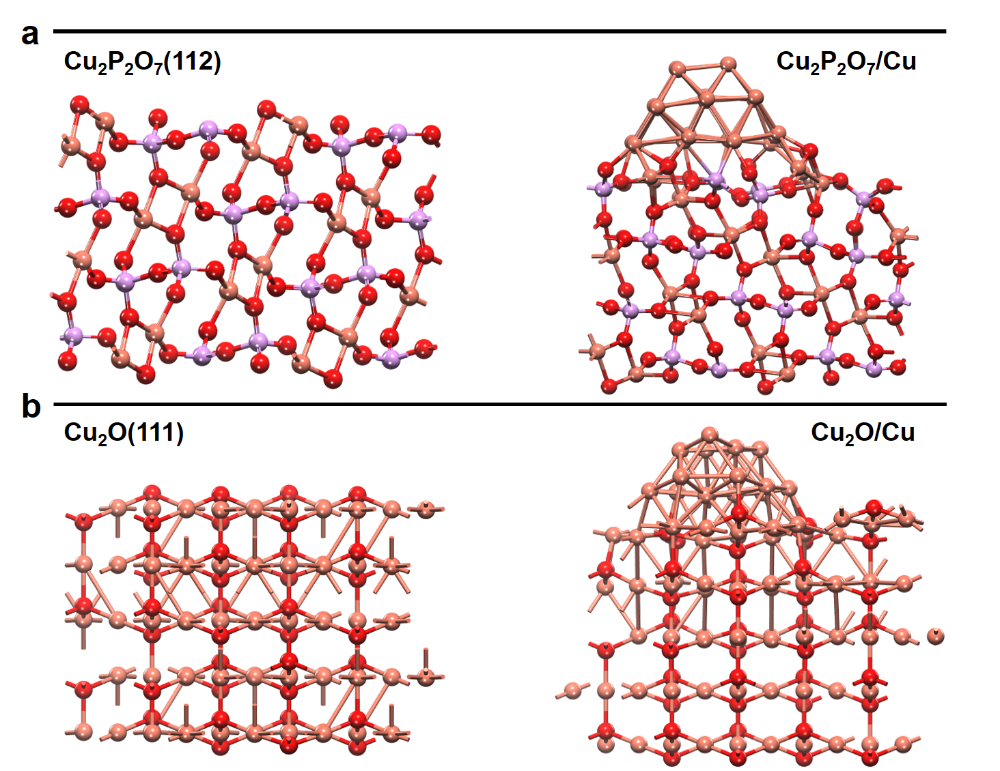 a
Cu₂P₂O₇(112)
Cu₂P₂O₇/Cu
b
Cu₂O(111)
Cu₂O/Cu